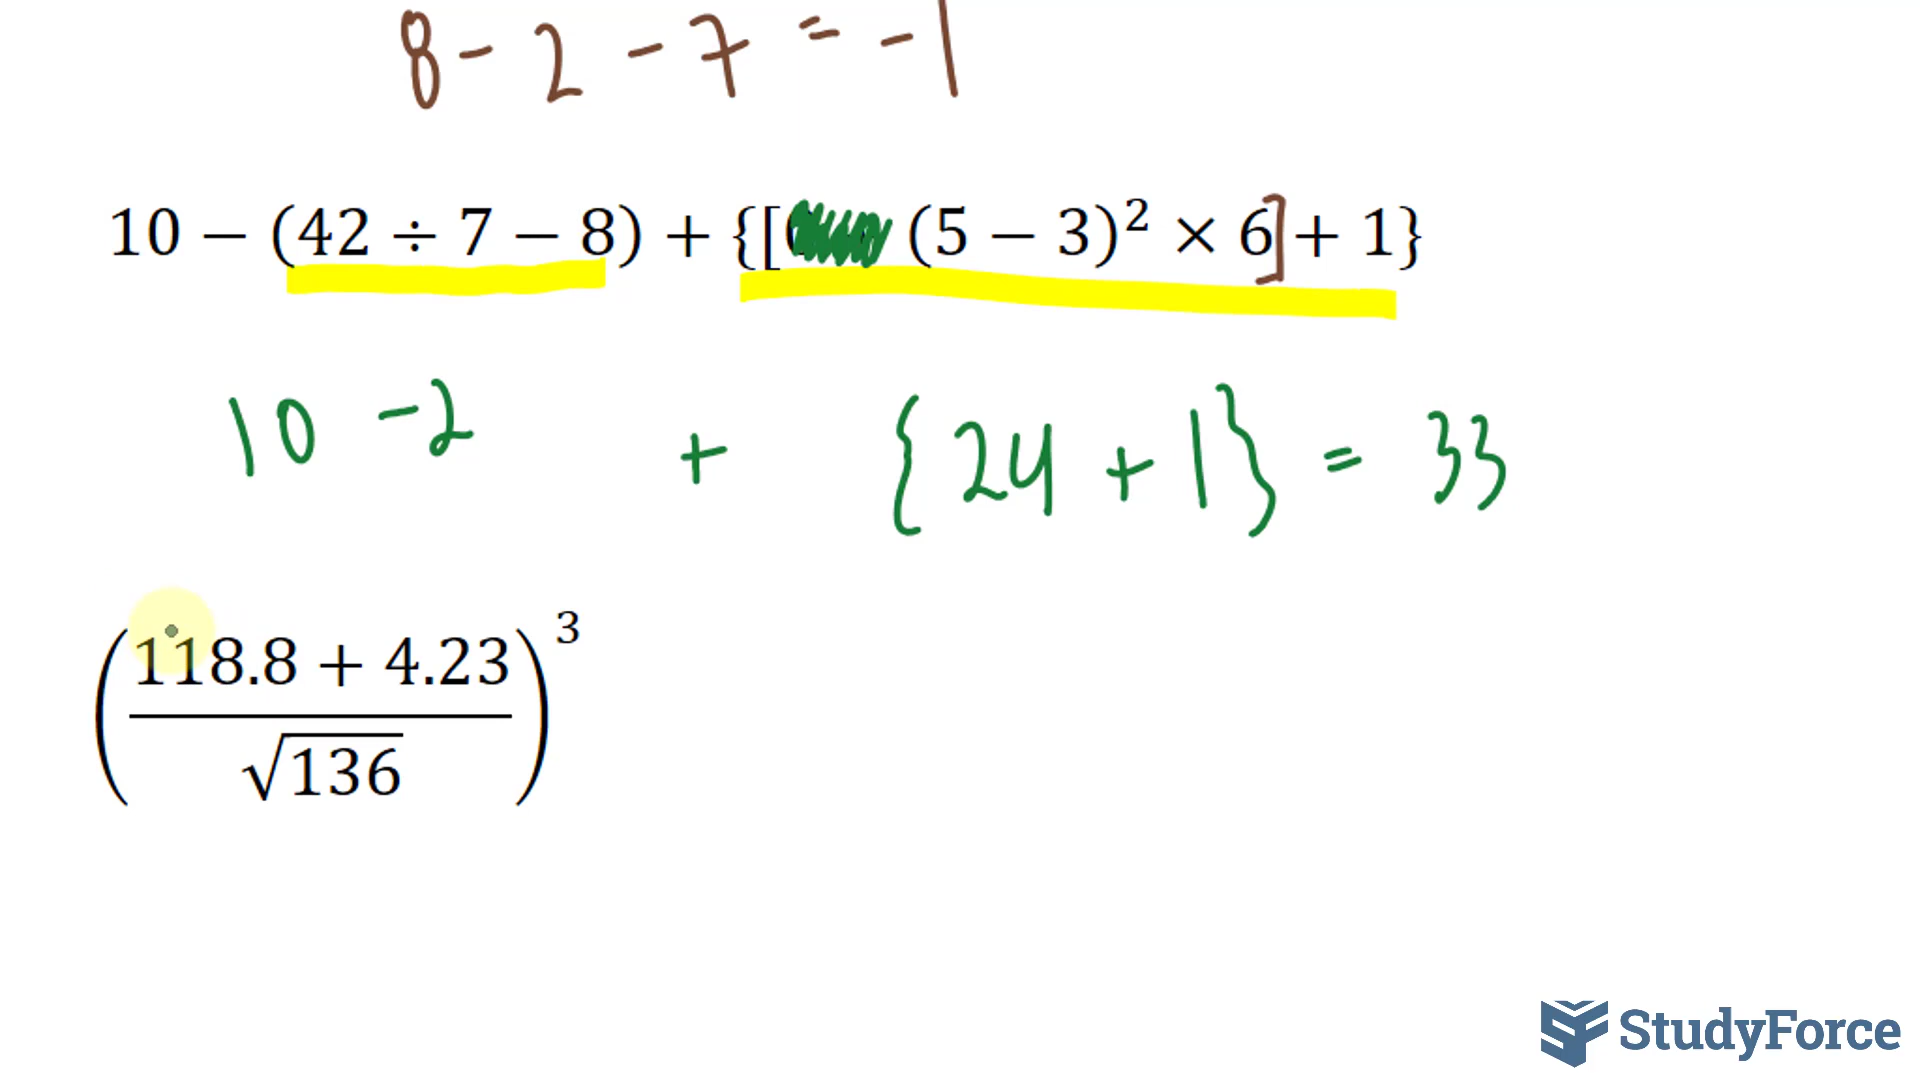 8 - 2 - 7 = -1
10 − (42 ÷ 7 − 8) + {[ (5 − 3)² × 6] + 1}
10 -2 + {24 + 1} = 33
(118.8 + 4.23 / √136)³
StudyForce